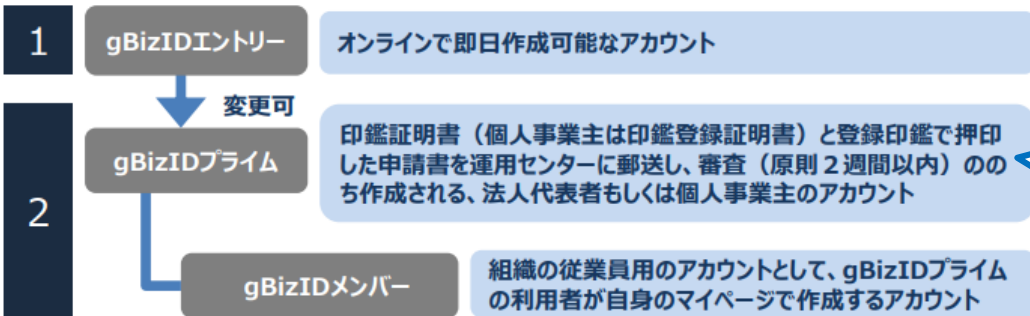 1
gBizIDエントリー
オンラインで即日作成可能なアカウント
変更可
2
gBizIDプライム
印鑑証明書（個人事業主は印鑑登録証明書）と登録印鑑で押印
した申請書を運用センターに郵送し、審査（原則２週間以内）のの
ち作成される、法人代表者もしくは個人事業主のアカウント
gBizIDメンバー
組織の従業員用のアカウントとして、gBizIDプライム
の利用者が自身のマイページで作成するアカウント